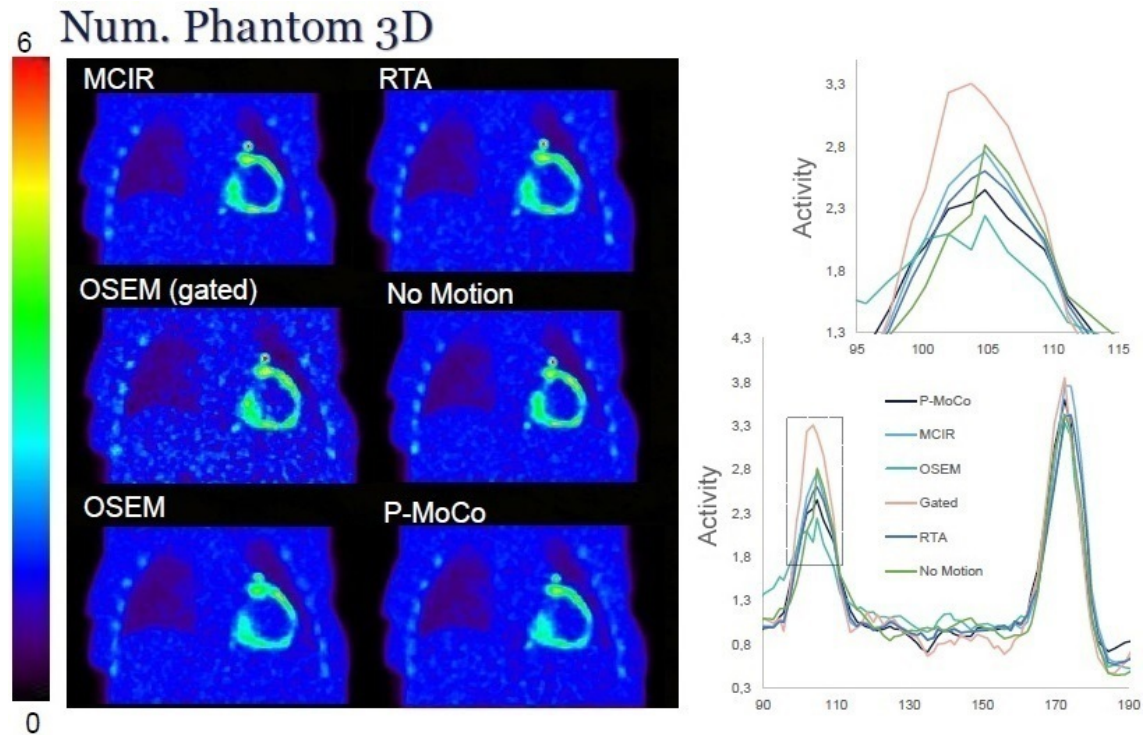 Num. Phantom 3D
6
0
MCIR
RTA
OSEM (gated)
No Motion
OSEM
P-MoCo
Activity
3,3
2,8
2,3
1,8
1,3
95 100 105 110 115
Activity
4,3
3,8
3,3
2,8
2,3
1,8
1,3
0,8
0,3
90 110 130 150 170 190
P-MoCo
MCIR
OSEM
Gated
RTA
No Motion